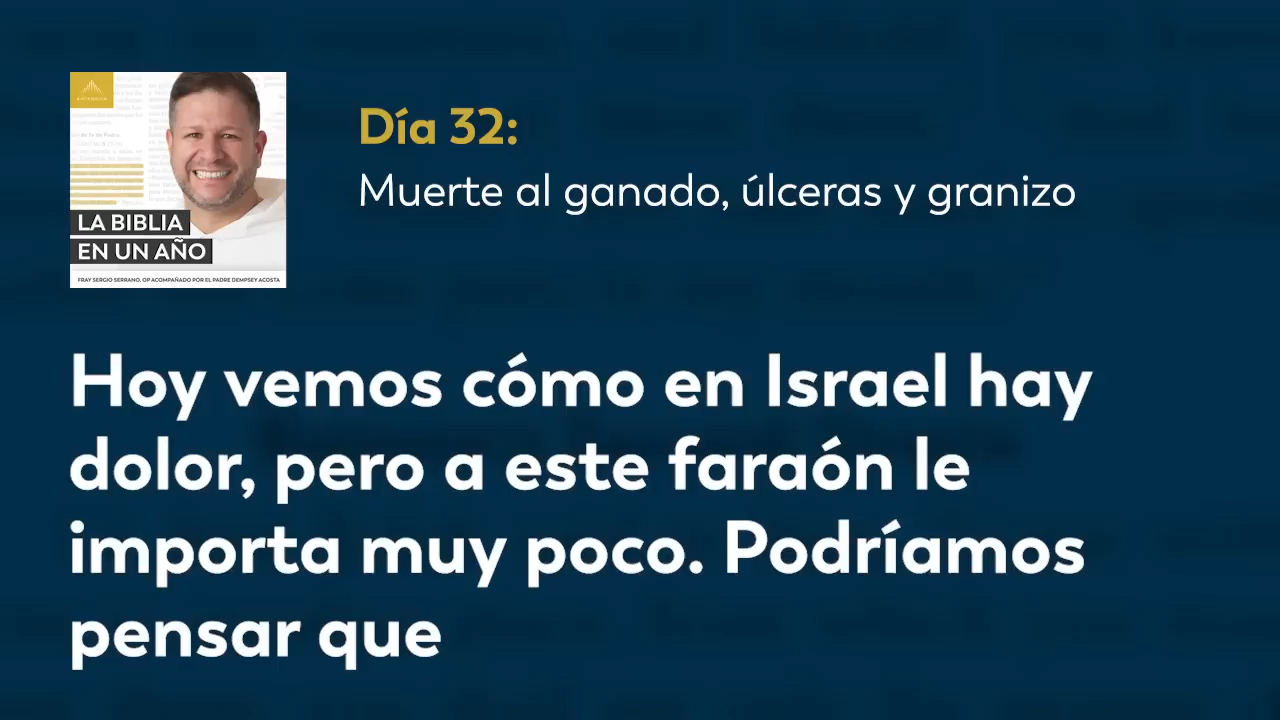 Día 32:
Muerte al ganado, úlceras y granizo
LA BIBLIA
EN UN AÑO
FRAY SERGIO SERRANO, OP ACOMPAÑADO POR EL PADRE DEMPSEY ACOSTA
Hoy vemos cómo en Israel hay
dolor, pero a este faraón le
importa muy poco. Podríamos
pensar que